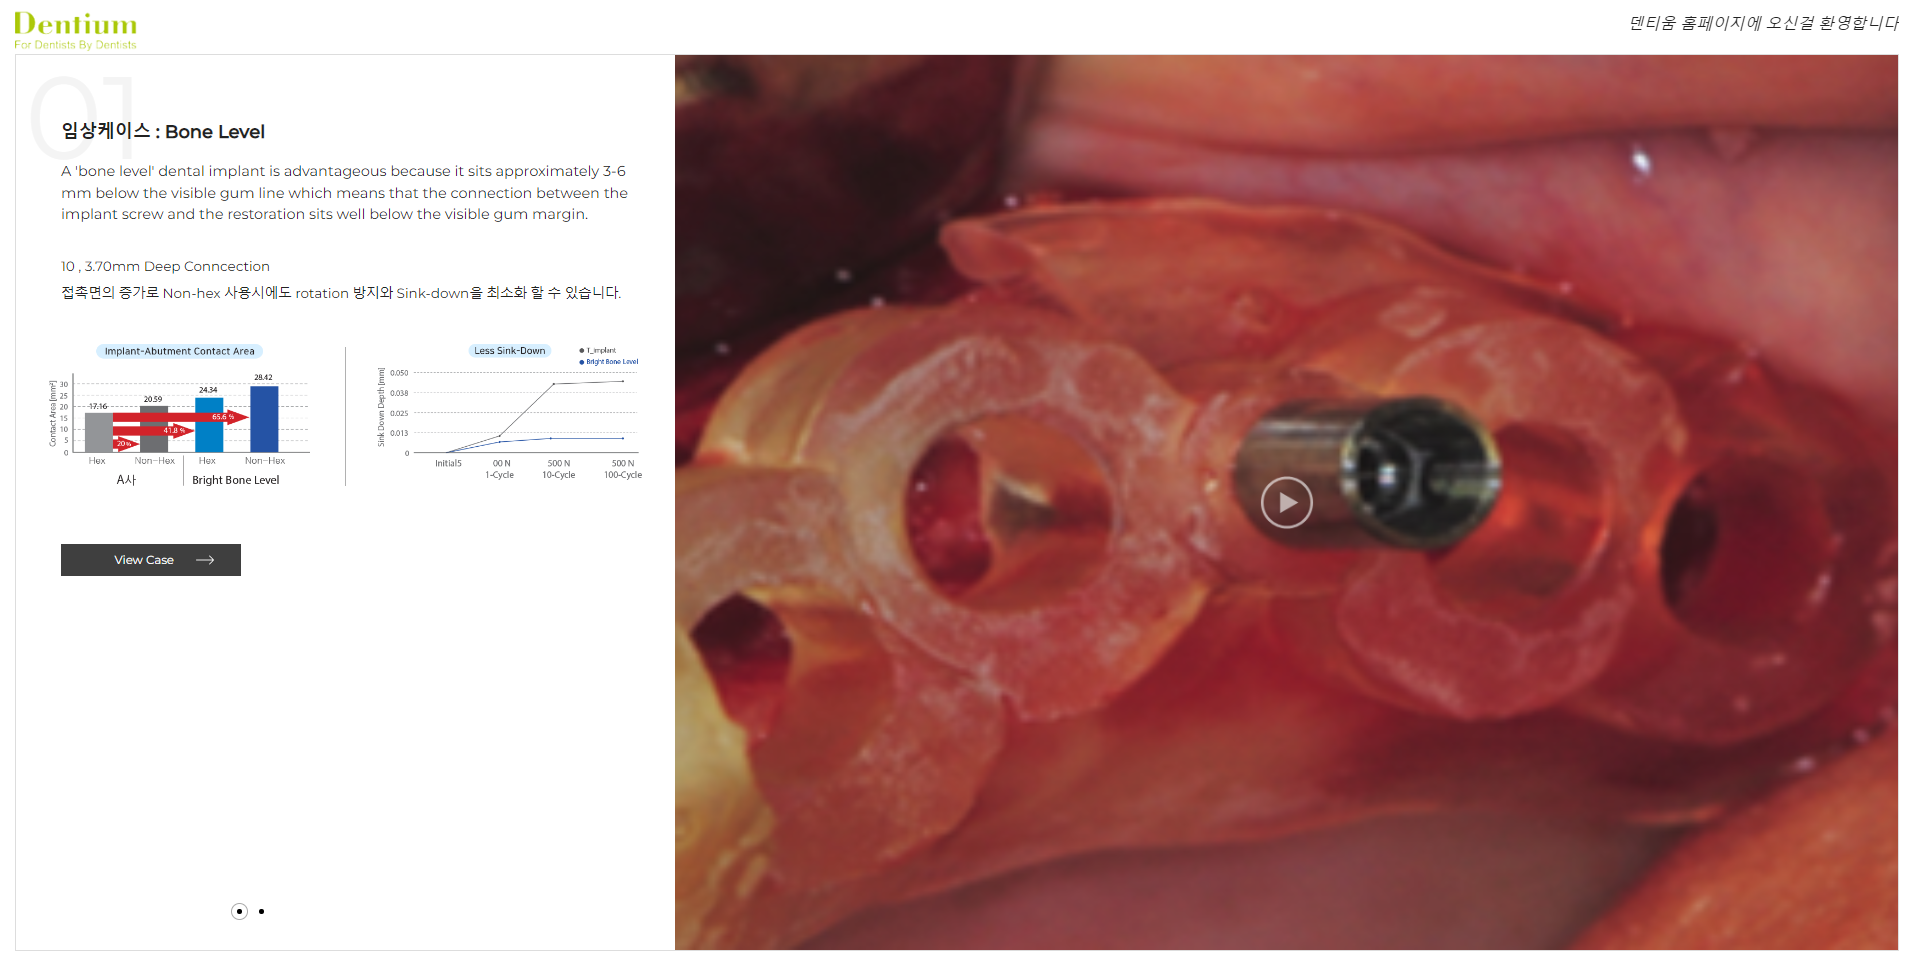 Dentium
For Dentists By Dentists
덴티움 홈페이지에 오신걸 환영합니다
01
임상케이스 : Bone Level
A 'bone level' dental implant is advantageous because it sits approximately 3-6
mm below the visible gum line which means that the connection between the
implant screw and the restoration sits well below the visible gum margin.
10 , 3.70mm Deep Conncection
접촉면의 증가로 Non-hex 사용시에도 rotation 방지와 Sink-down을 최소화 할 수 있습니다.
Implant-Abutment Contact Area
Contact Area [mm²]
30
25
20
15
10
5
0
17.16
20.59
24.34
28.42
65.6 %
41.8 %
20 %
Hex Non-Hex Hex Non-Hex
A사 Bright Bone Level
Less Sink-Down
T_implant
Bright Bone Level
Sink Down Depth [mm]
0.050
0.038
0.025
0.013
0
Initial5 00 N 500 N 500 N
1-Cycle 10-Cycle 100-Cycle
View Case